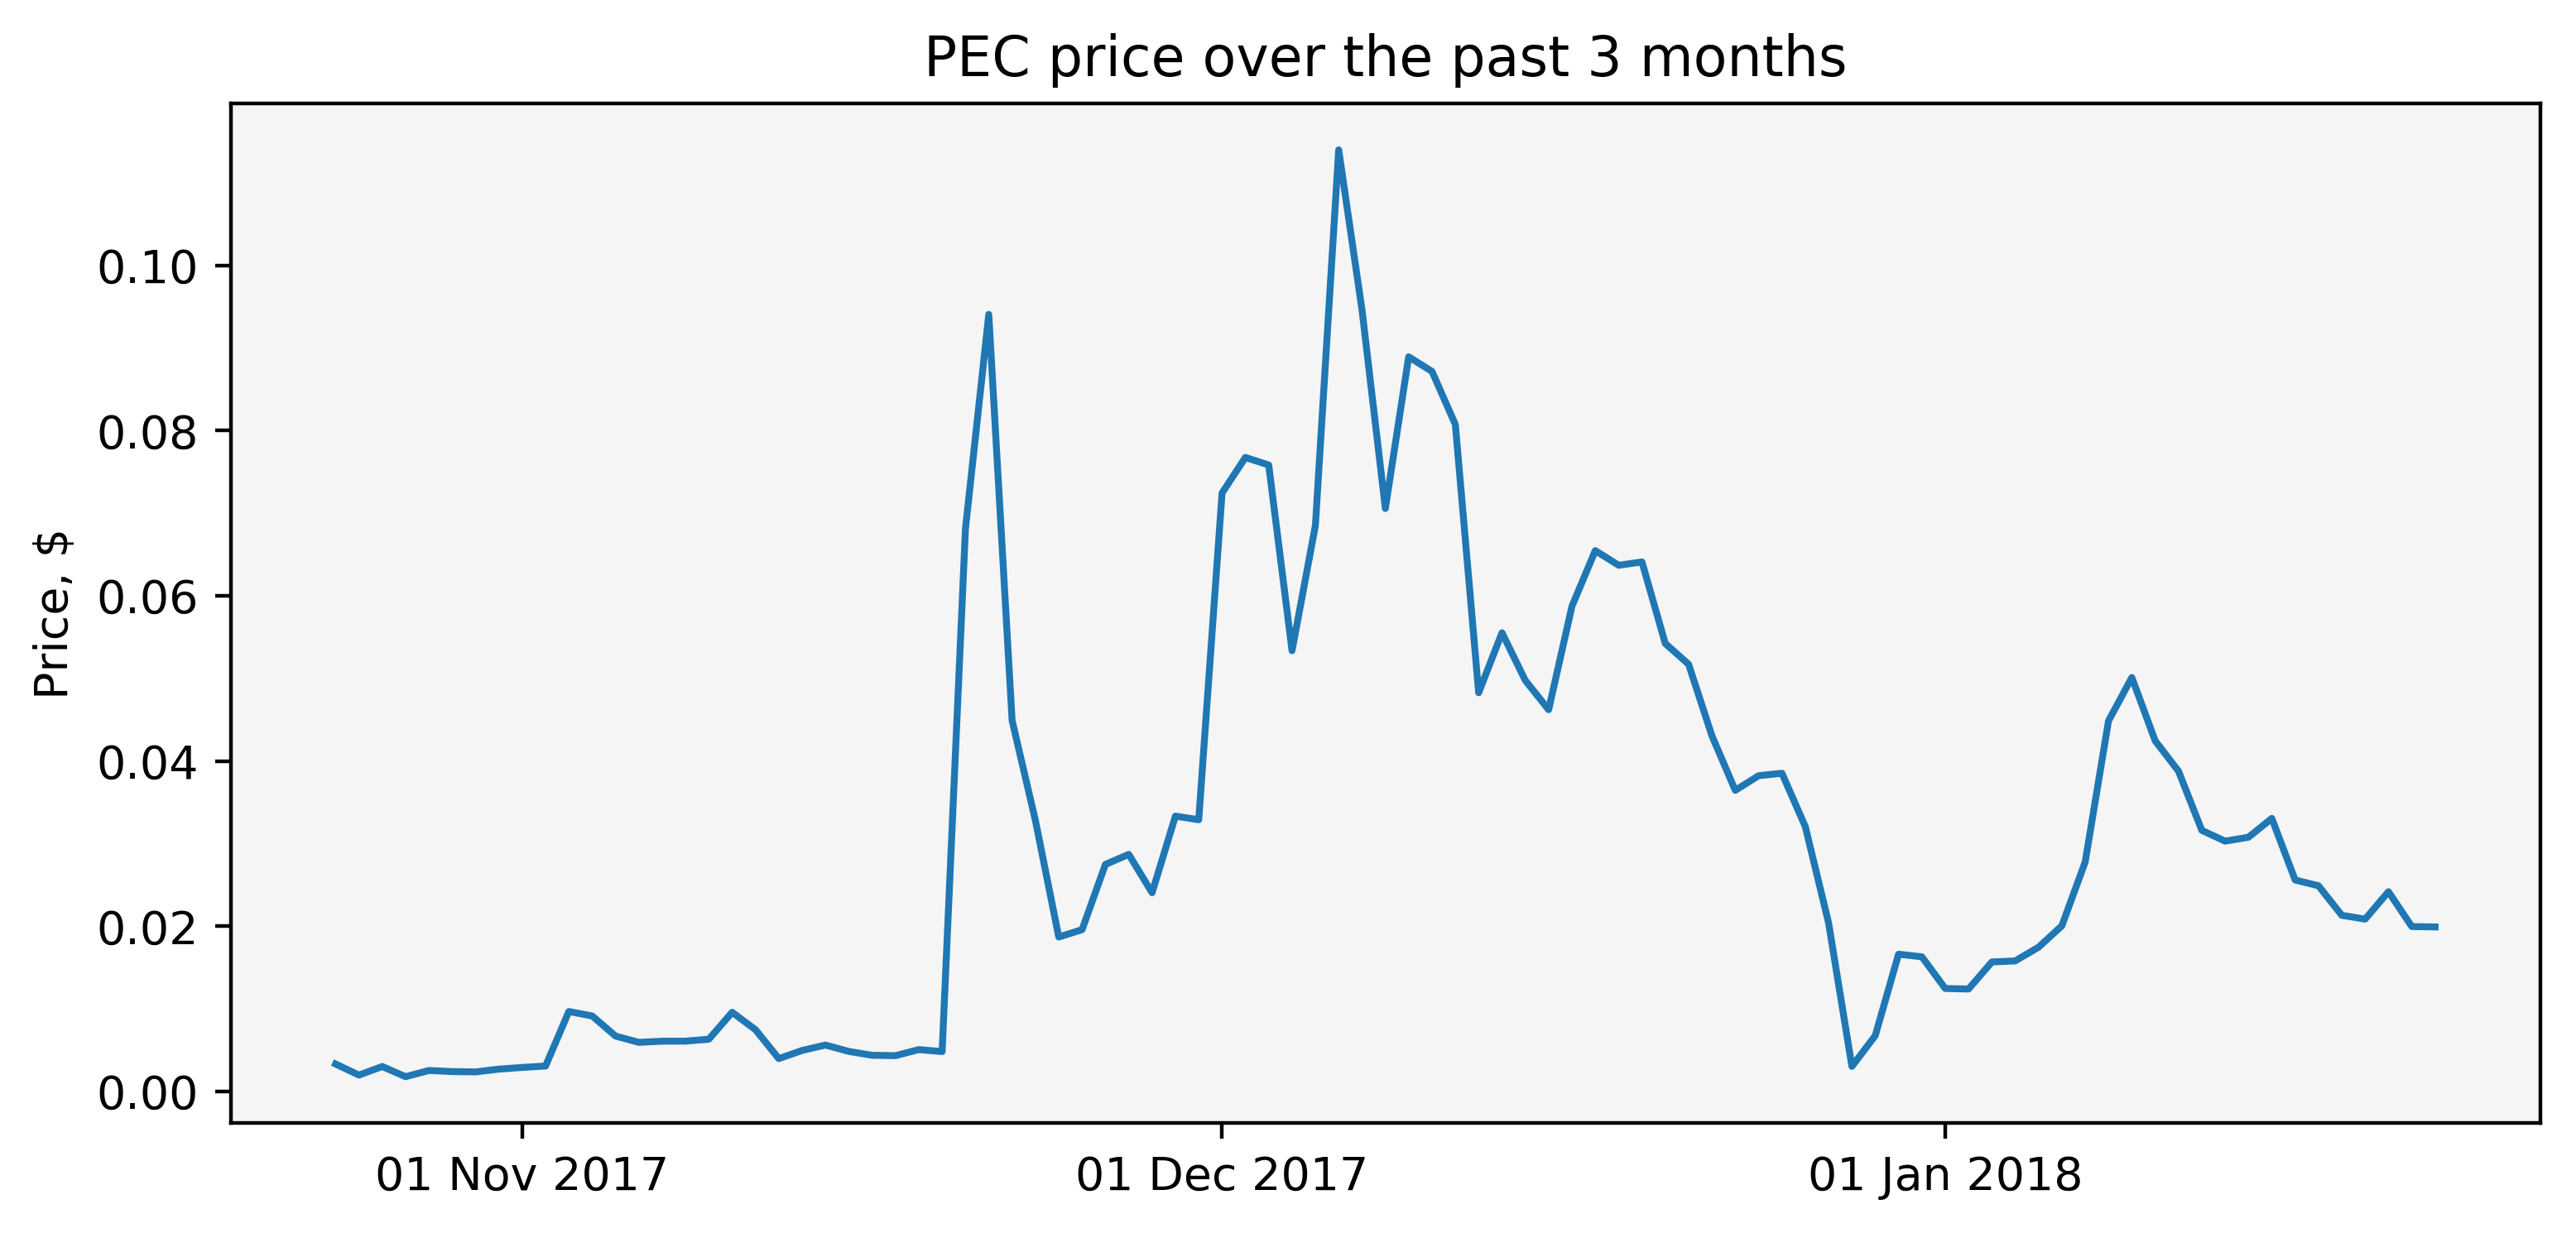 PEC price over the past 3 months
Price, $
0.10
0.08
0.06
0.04
0.02
0.00
01 Nov 2017
01 Dec 2017
01 Jan 2018